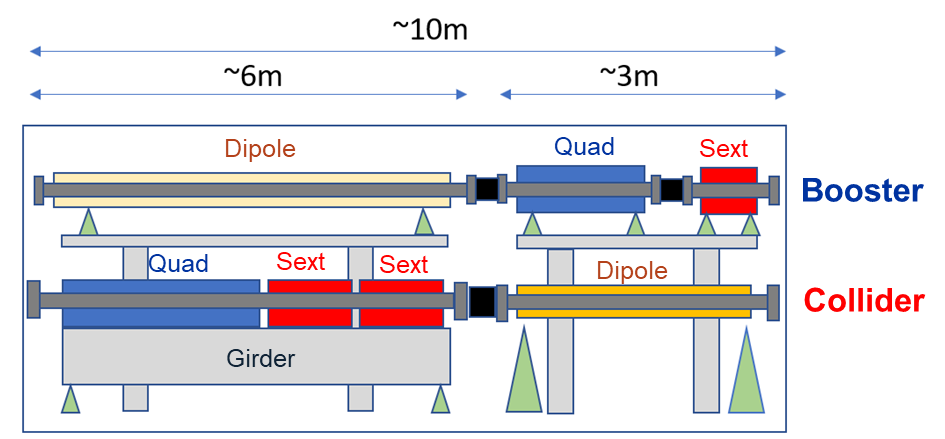 ~10m
~6m
~3m
Dipole
Quad
Sext
Booster
Quad
Sext
Sext
Dipole
Collider
Girder